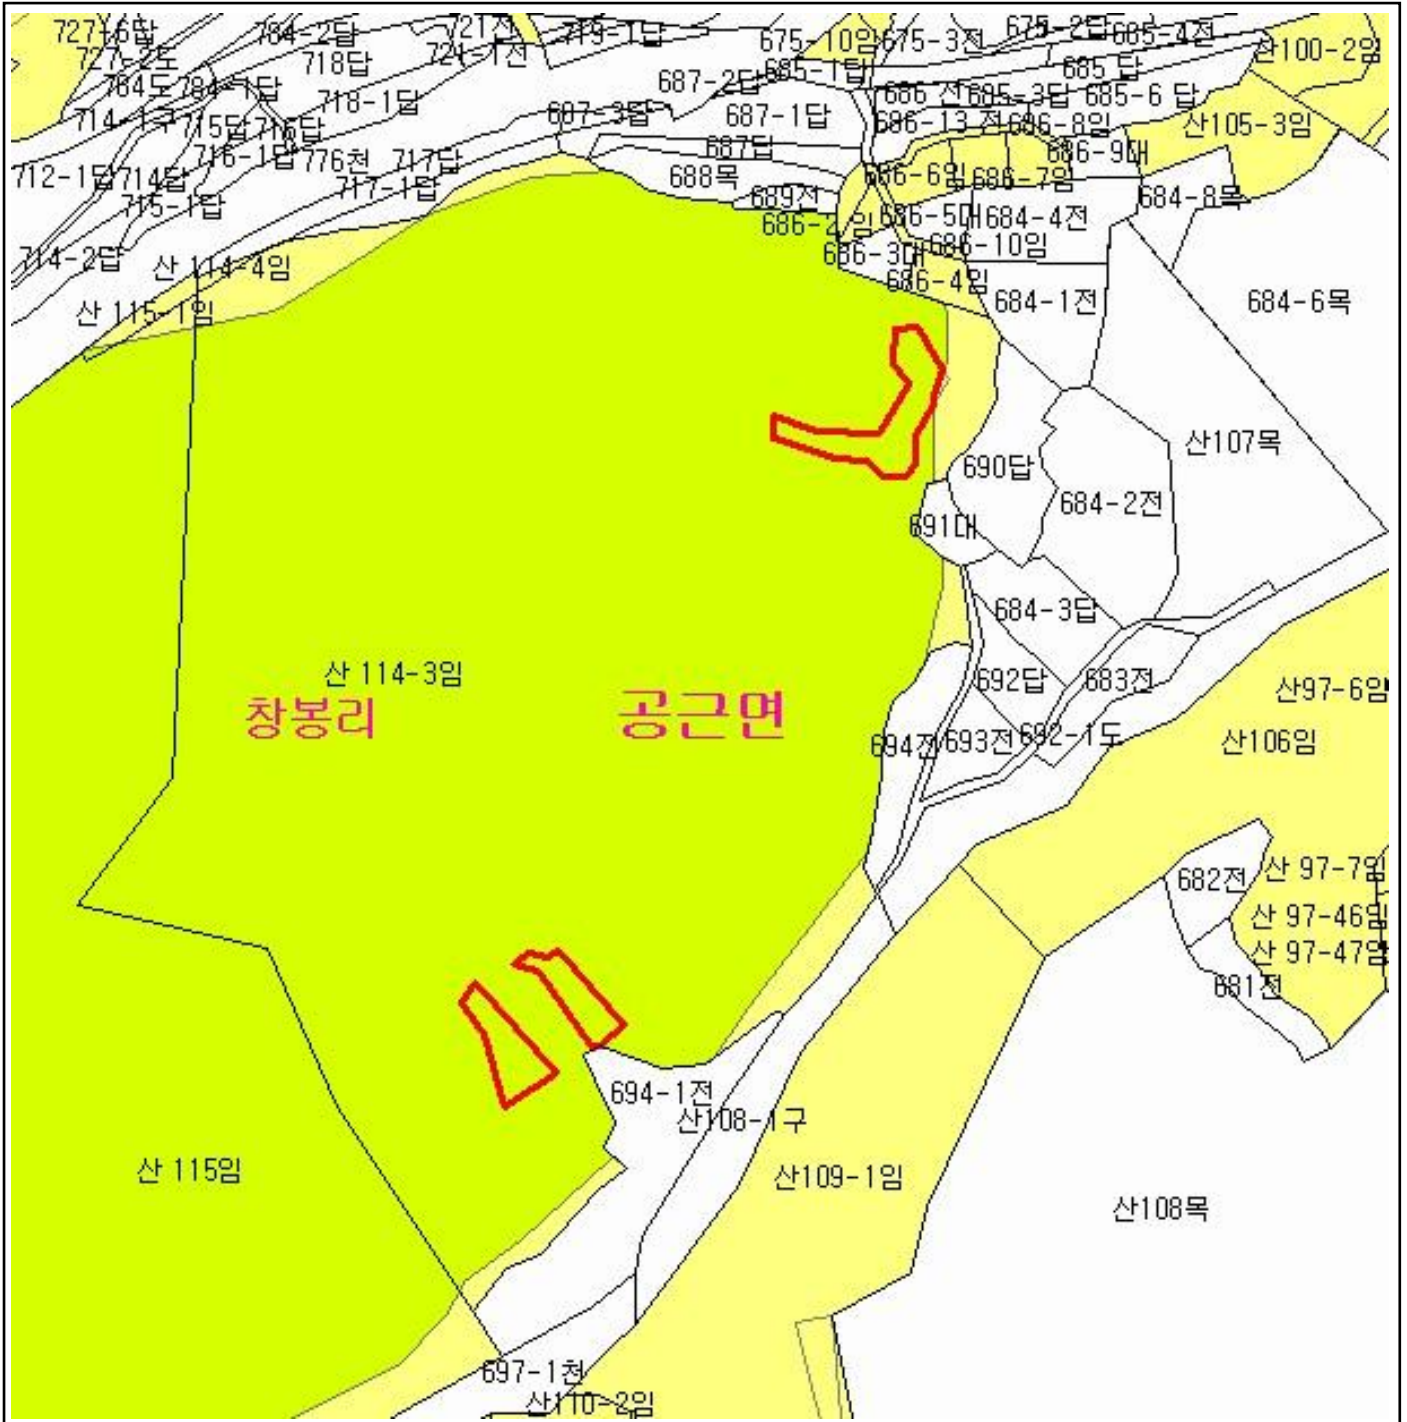 727-6답
784-2답
721전
719-1답
675-10임
675-3전
675-2답
685-4전
727-2도
718답
721-1전
산100-2임
784도
784-1답
687-2답
685-1답
685 답
718-1답
686 전
685-3답
685-6 답
714-1구
715답
716답
687-3답
687-1답
686-13 전
686-8임
산105-3임
716-1답
776천
717답
687답
686-9대
712-1답
714답
717-1답
688목
686-6임
686-7임
715-1답
689전
684-8목
686-2 임
686-5대
684-4전
714-2답
산 114-4임
686-3대
686-10임
686-4임
산 115-1임
684-1전
684-6목
690답
산107목
684-2전
691대
684-3답
산 114-3임
692답
683전
산97-6임
창봉리
공근면
694전
693전
692-1도
산106임
682전
산 97-7임
산 97-46임
산 97-47임
681전
694-1전
산108-1구
산 115임
산109-1임
산108목
697-1천
산110-2임